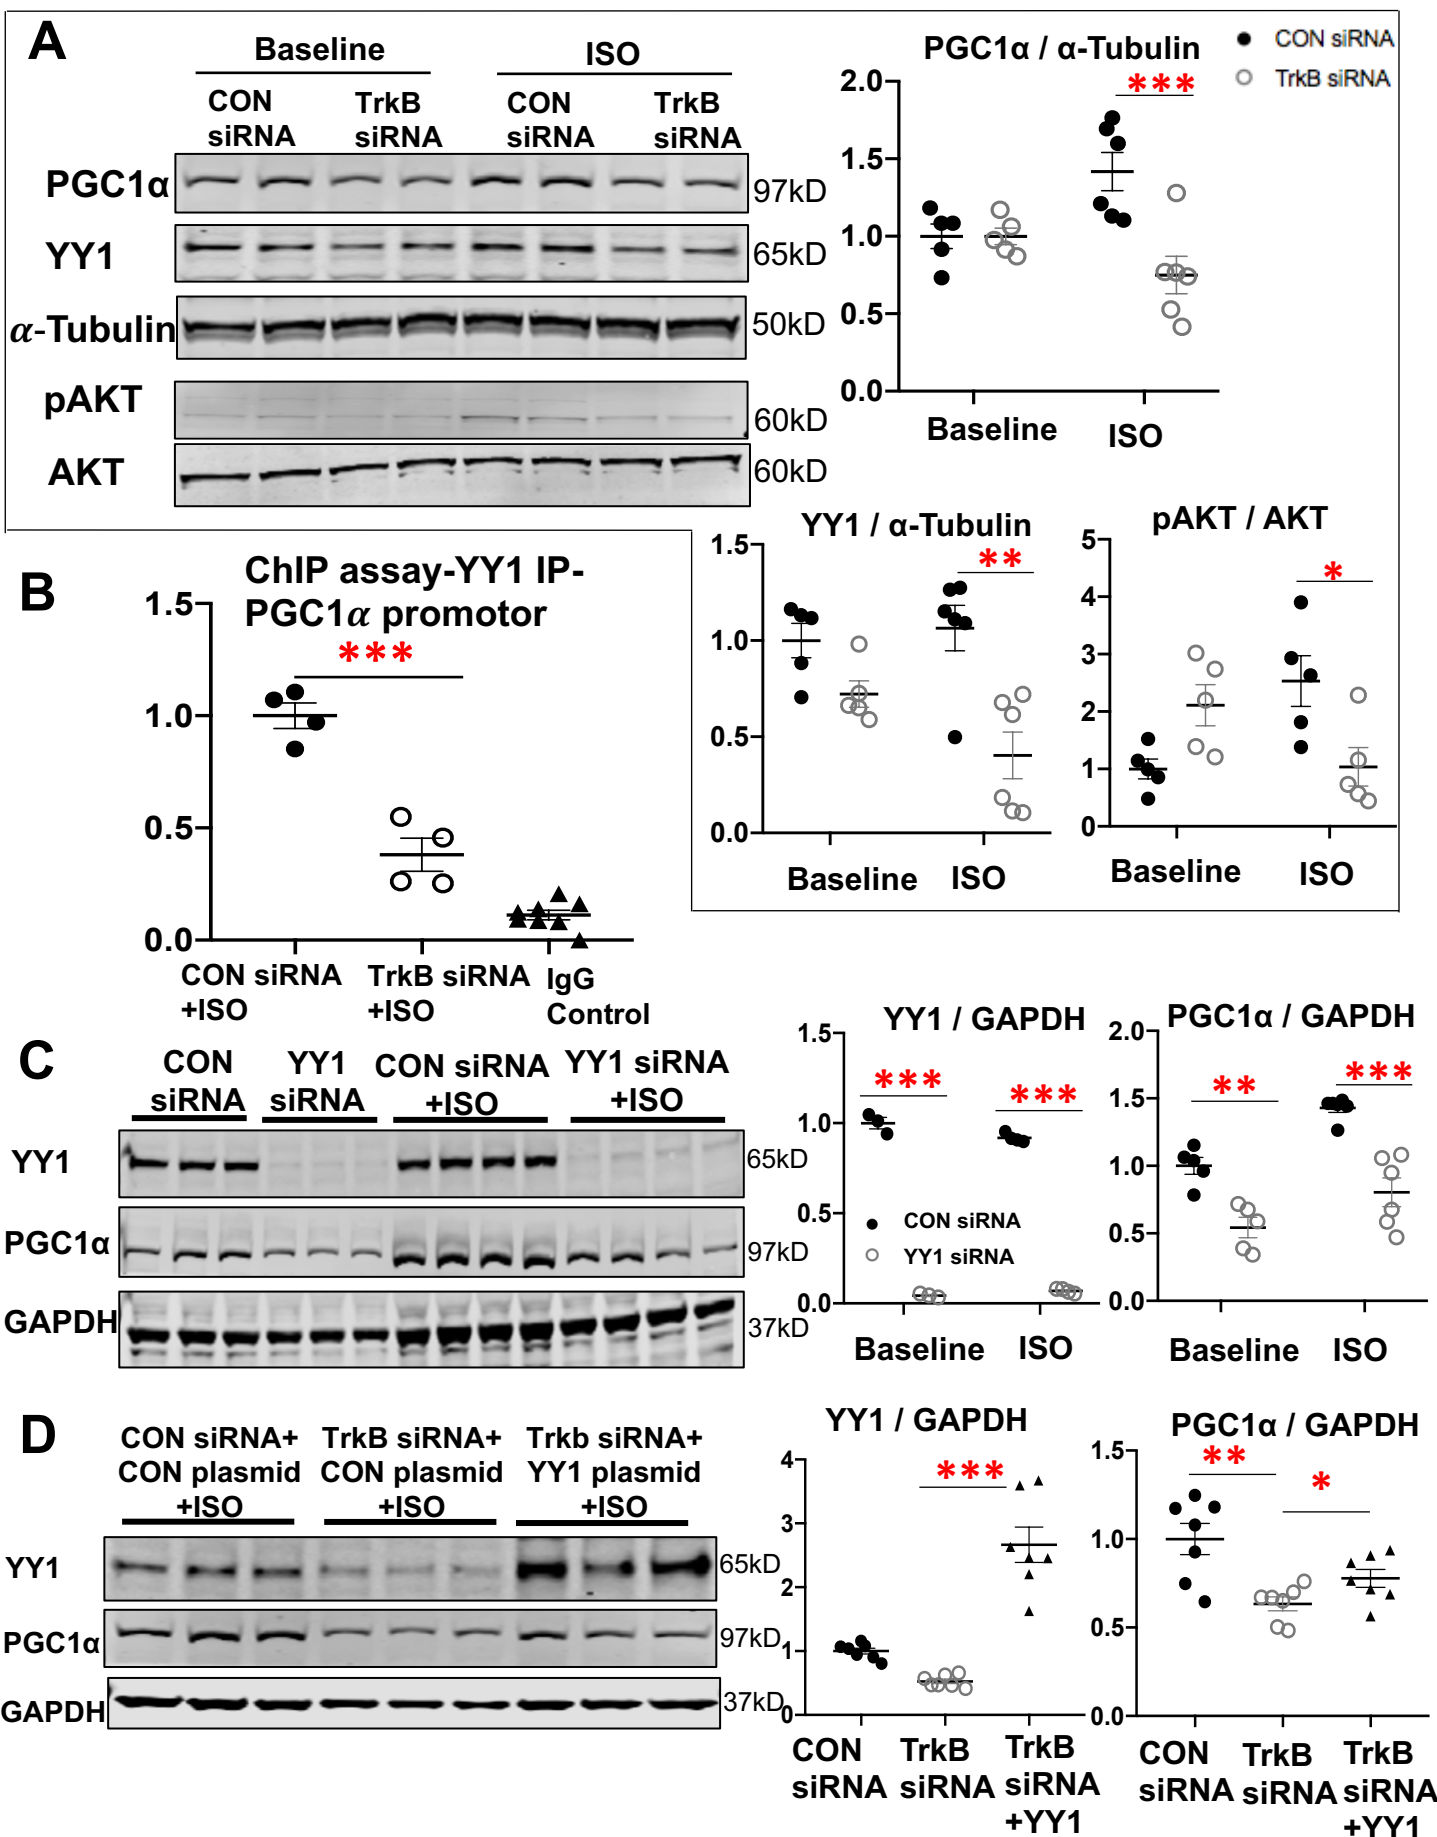 A
Baseline
ISO
CON
siRNA
TrkB
siRNA
CON
siRNA
TrkB
siRNA
PGC1α
97kD
YY1
65kD
α-Tubulin
50kD
pAKT
60kD
AKT
60kD
PGC1α / α-Tubulin
CON siRNA
TrkB siRNA
***
2.0
1.5
1.0
0.5
0.0
Baseline
ISO
YY1 / α-Tubulin
**
1.5
1.0
0.5
0.0
Baseline
ISO
pAKT / AKT
*
5
4
3
2
1
0
Baseline
ISO
B
ChIP assay-YY1 IP-
PGC1α promotor
***
1.5
1.0
0.5
0.0
CON siRNA
+ISO
TrkB siRNA
+ISO
IgG
Control
C
CON
siRNA
YY1
siRNA
CON siRNA
+ISO
YY1 siRNA
+ISO
YY1
65kD
PGC1α
97kD
GAPDH
37kD
YY1 / GAPDH
***
***
1.5
1.0
0.5
0.0
CON siRNA
YY1 siRNA
Baseline
ISO
PGC1α / GAPDH
**
***
2.0
1.5
1.0
0.5
0.0
Baseline
ISO
D
CON siRNA+
CON plasmid
+ISO
TrkB siRNA+
CON plasmid
+ISO
Trkb siRNA+
YY1 plasmid
+ISO
YY1
65kD
PGC1α
97kD
GAPDH
37kD
YY1 / GAPDH
***
4
3
2
1
0
CON
siRNA
TrkB
siRNA
TrkB
siRNA
+YY1
PGC1α / GAPDH
**
*
1.5
1.0
0.5
0.0
CON
siRNA
TrkB
siRNA
TrkB
siRNA
+YY1